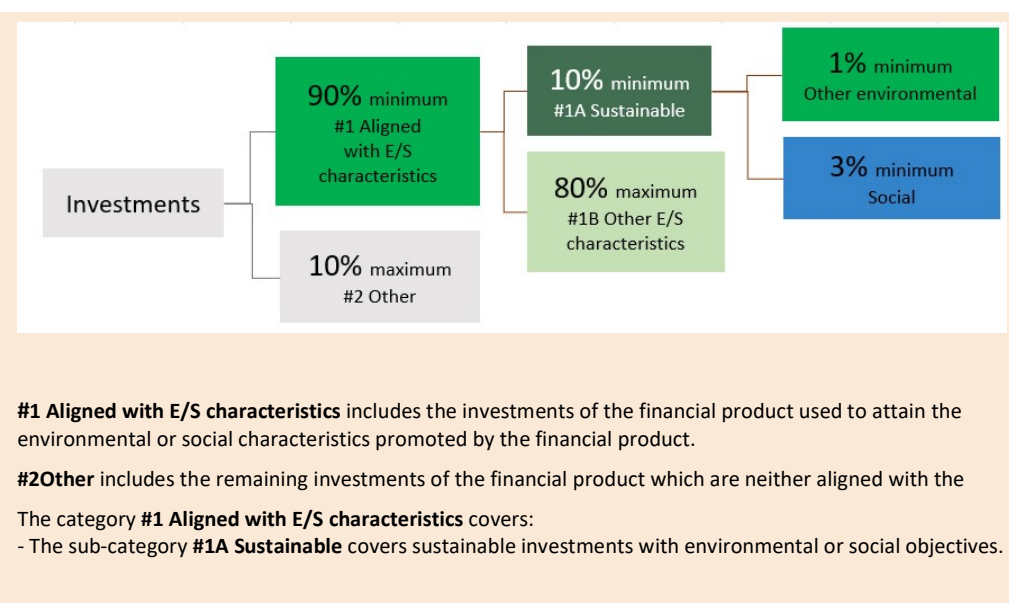 Investments
90% minimum
#1 Aligned
with E/S
characteristics
10% maximum
#2 Other
10% minimum
#1A Sustainable
80% maximum
#1B Other E/S
characteristics
1% minimum
Other environmental
3% minimum
Social
#1 Aligned with E/S characteristics includes the investments of the financial product used to attain the
environmental or social characteristics promoted by the financial product.
#2Other includes the remaining investments of the financial product which are neither aligned with the
The category #1 Aligned with E/S characteristics covers:
- The sub-category #1A Sustainable covers sustainable investments with environmental or social objectives.